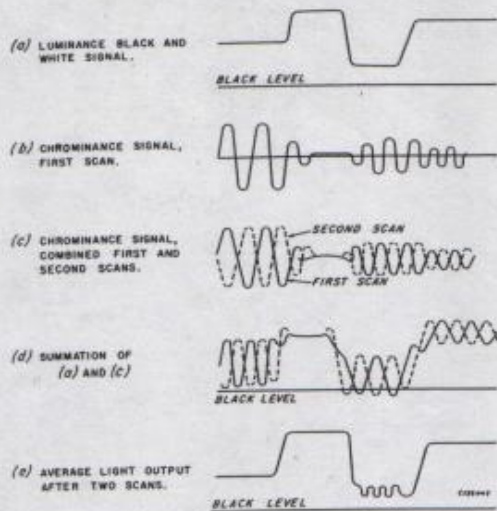 (a) LUMINANCE BLACK AND
WHITE SIGNAL.
BLACK LEVEL
(b) CHROMINANCE SIGNAL,
FIRST SCAN.
(c) CHROMINANCE SIGNAL,
COMBINED FIRST AND
SECOND SCANS.
SECOND SCAN
FIRST SCAN
(d) SUMMATION OF
(a) AND (c)
BLACK LEVEL
(e) AVERAGE LIGHT OUTPUT
AFTER TWO SCANS.
BLACK LEVEL